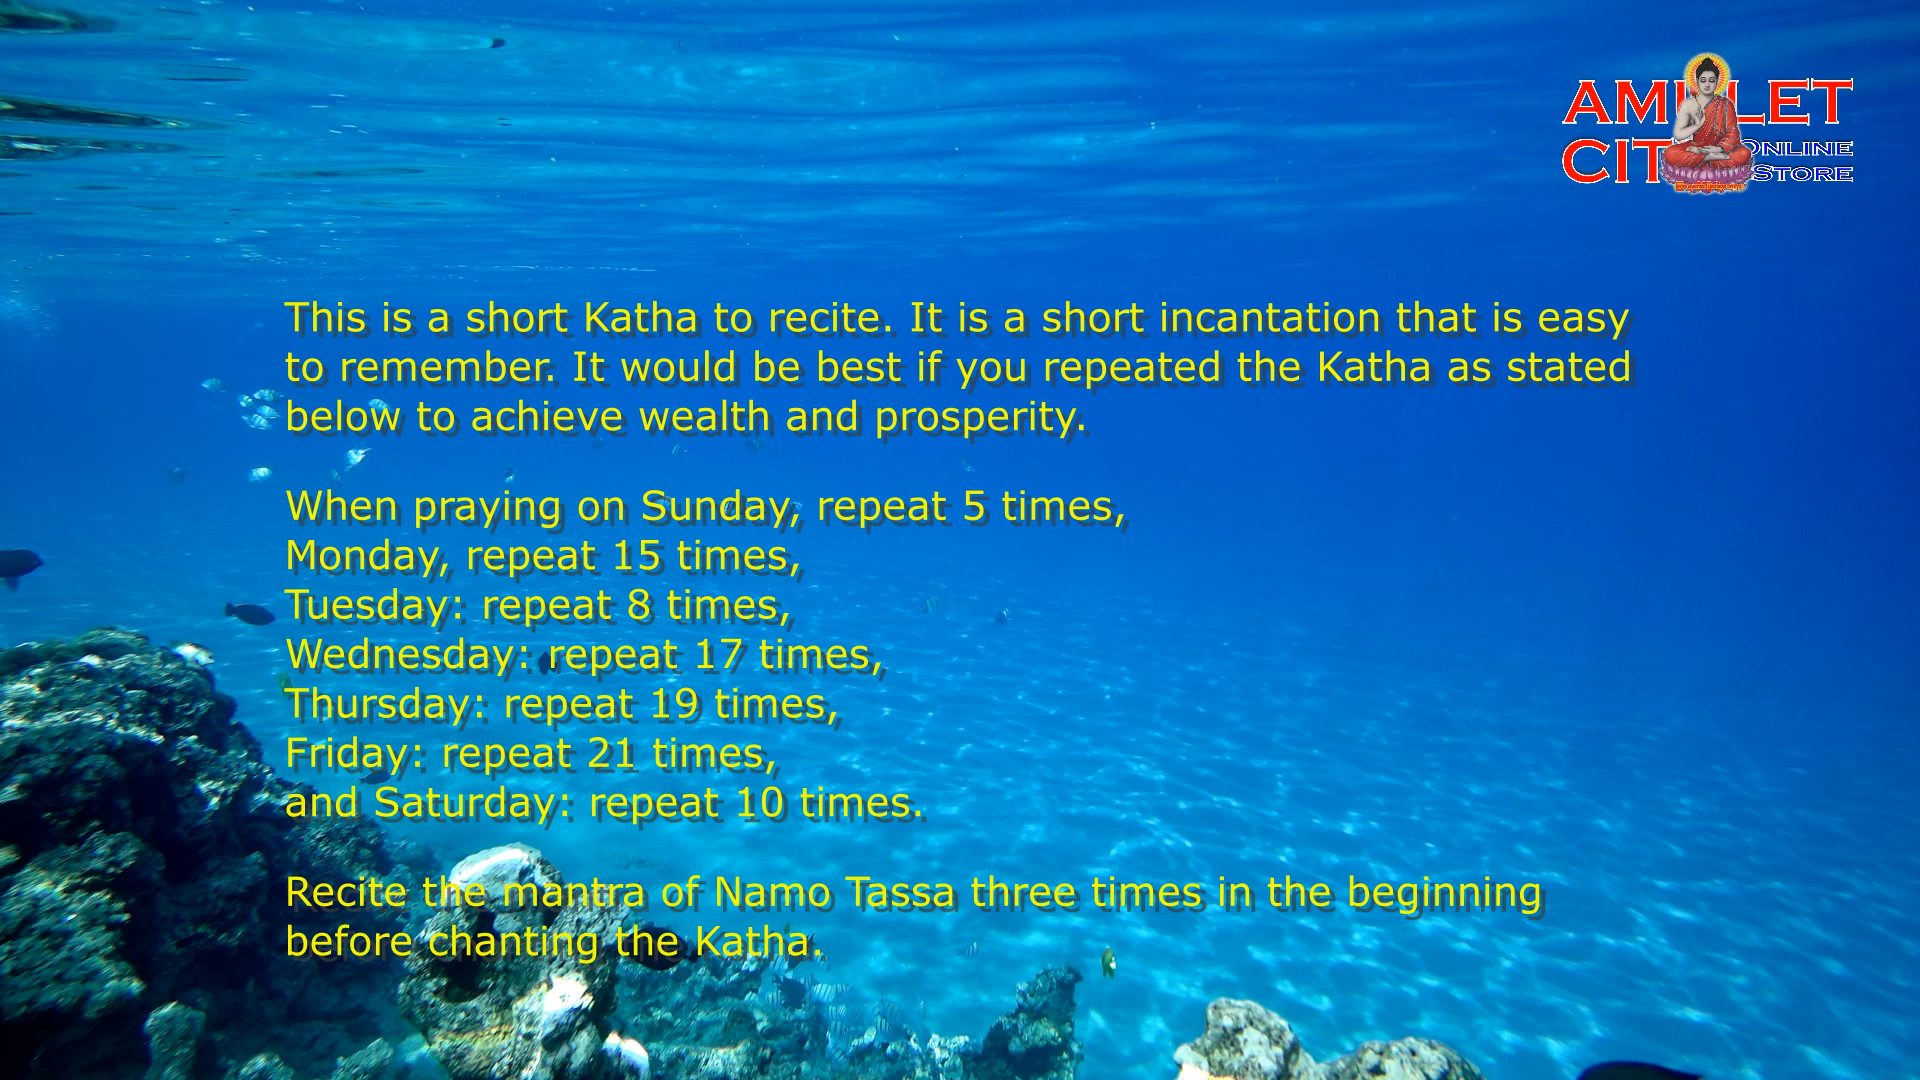 AMULET
CITY ONLINE
STORE
This is a short Katha to recite. It is a short incantation that is easy
to remember. It would be best if you repeated the Katha as stated
below to achieve wealth and prosperity.
When praying on Sunday, repeat 5 times,
Monday, repeat 15 times,
Tuesday: repeat 8 times,
Wednesday: repeat 17 times,
Thursday: repeat 19 times,
Friday: repeat 21 times,
and Saturday: repeat 10 times.
Recite the mantra of Namo Tassa three times in the beginning
before chanting the Katha.